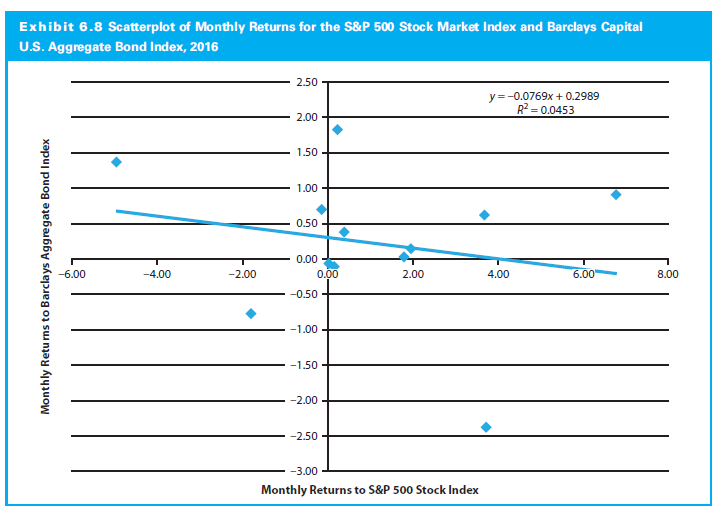 Exhibit 6.8 Scatterplot of Monthly Returns for the S&P 500 Stock Market Index and Barclays Capital
U.S. Aggregate Bond Index, 2016
Monthly Returns to Barclays Aggregate Bond Index
2.50
y = −0.0769x + 0.2989
R² = 0.0453
2.00
1.50
1.00
0.50
0.00
−6.00 −4.00 −2.00 0.00 2.00 4.00 6.00 8.00
−0.50
−1.00
−1.50
−2.00
−2.50
−3.00
Monthly Returns to S&P 500 Stock Index